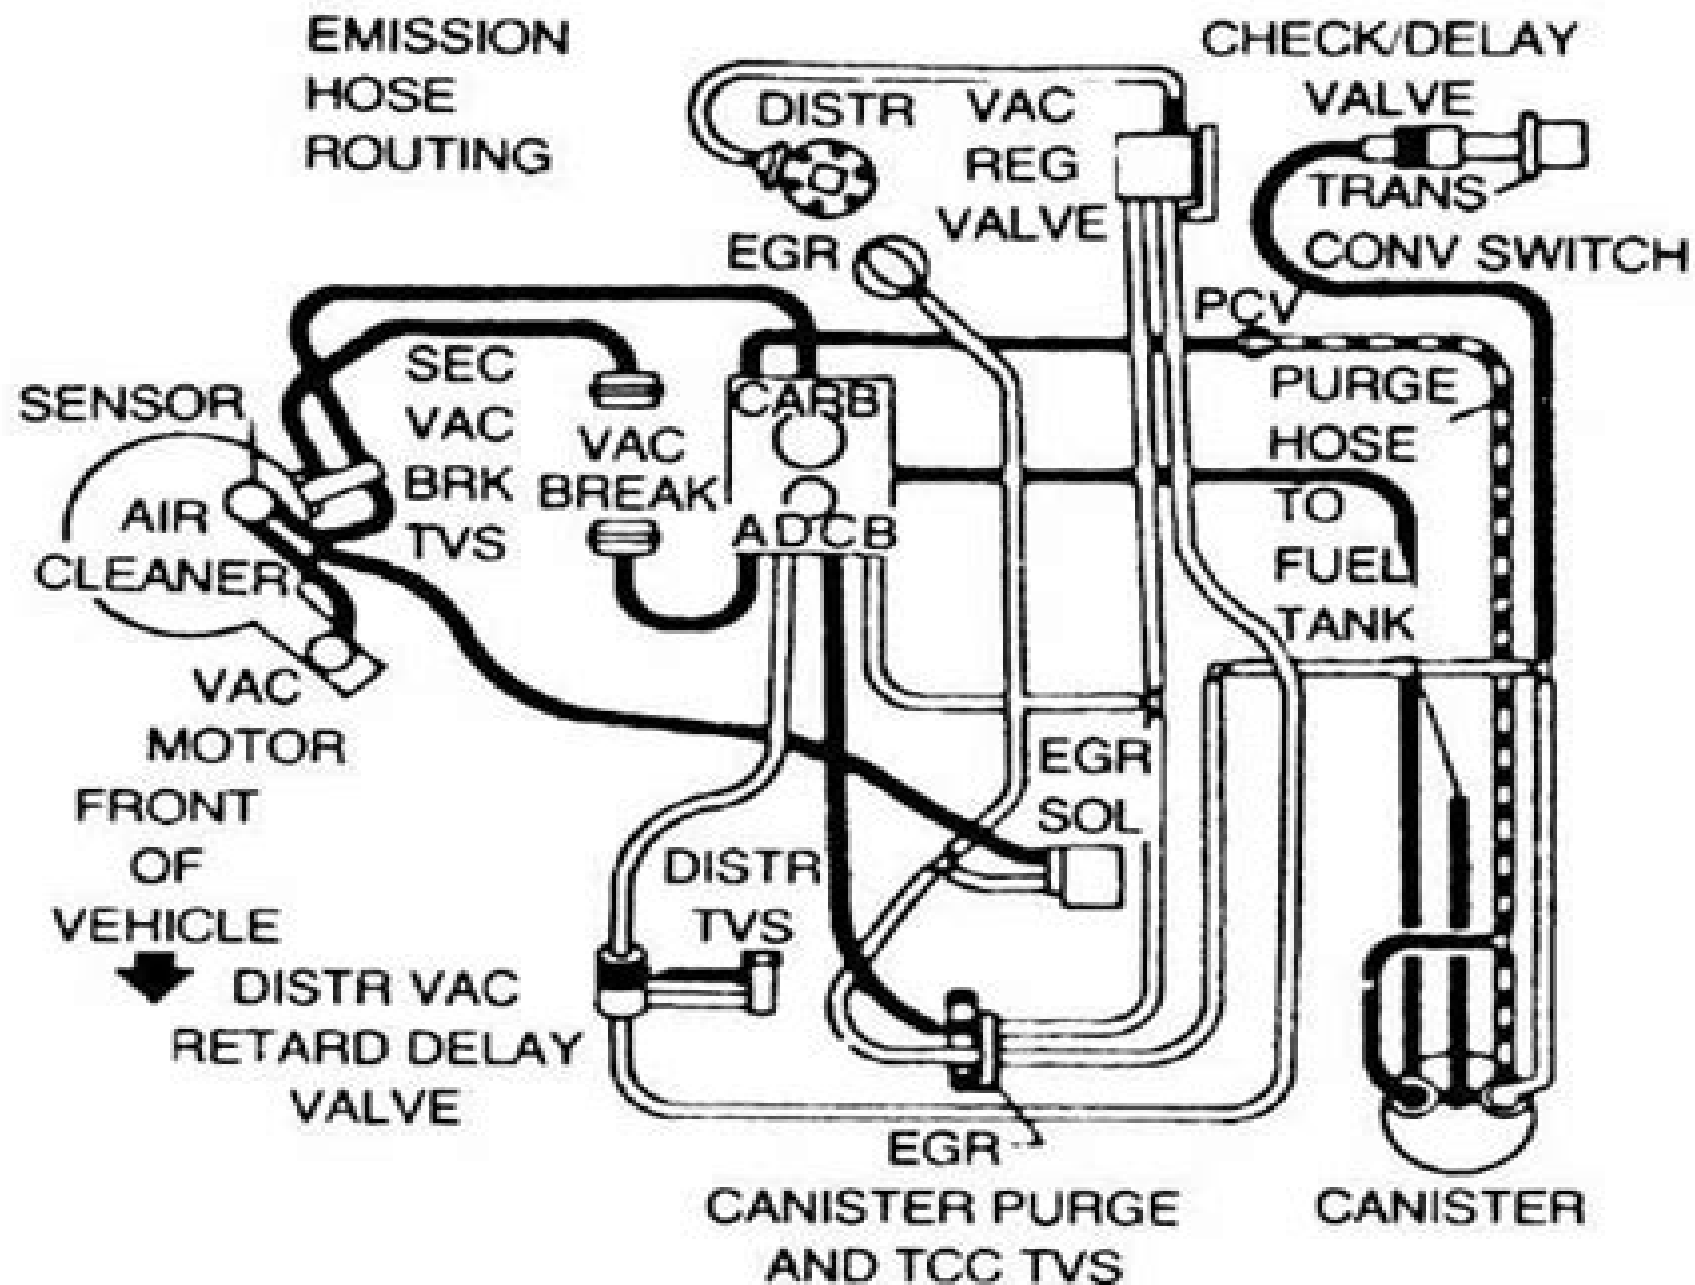 EMISSION
HOSE
ROUTING
CHECK/DELAY
VALVE
DISTR
VAC
REG
VALVE
TRANS
CONV SWITCH
EGR
PCV
PURGE
HOSE
TO
FUEL
TANK
SENSOR
SEC
VAC
BRK
TVS
VAC
BREAK
CARB
ADCB
AIR
CLEANER
VAC
MOTOR
FRONT
OF
VEHICLE
EGR
SOL
DISTR
TVS
DISTR VAC
RETARD DELAY
VALVE
EGR
CANISTER PURGE
AND TCC TVS
CANISTER